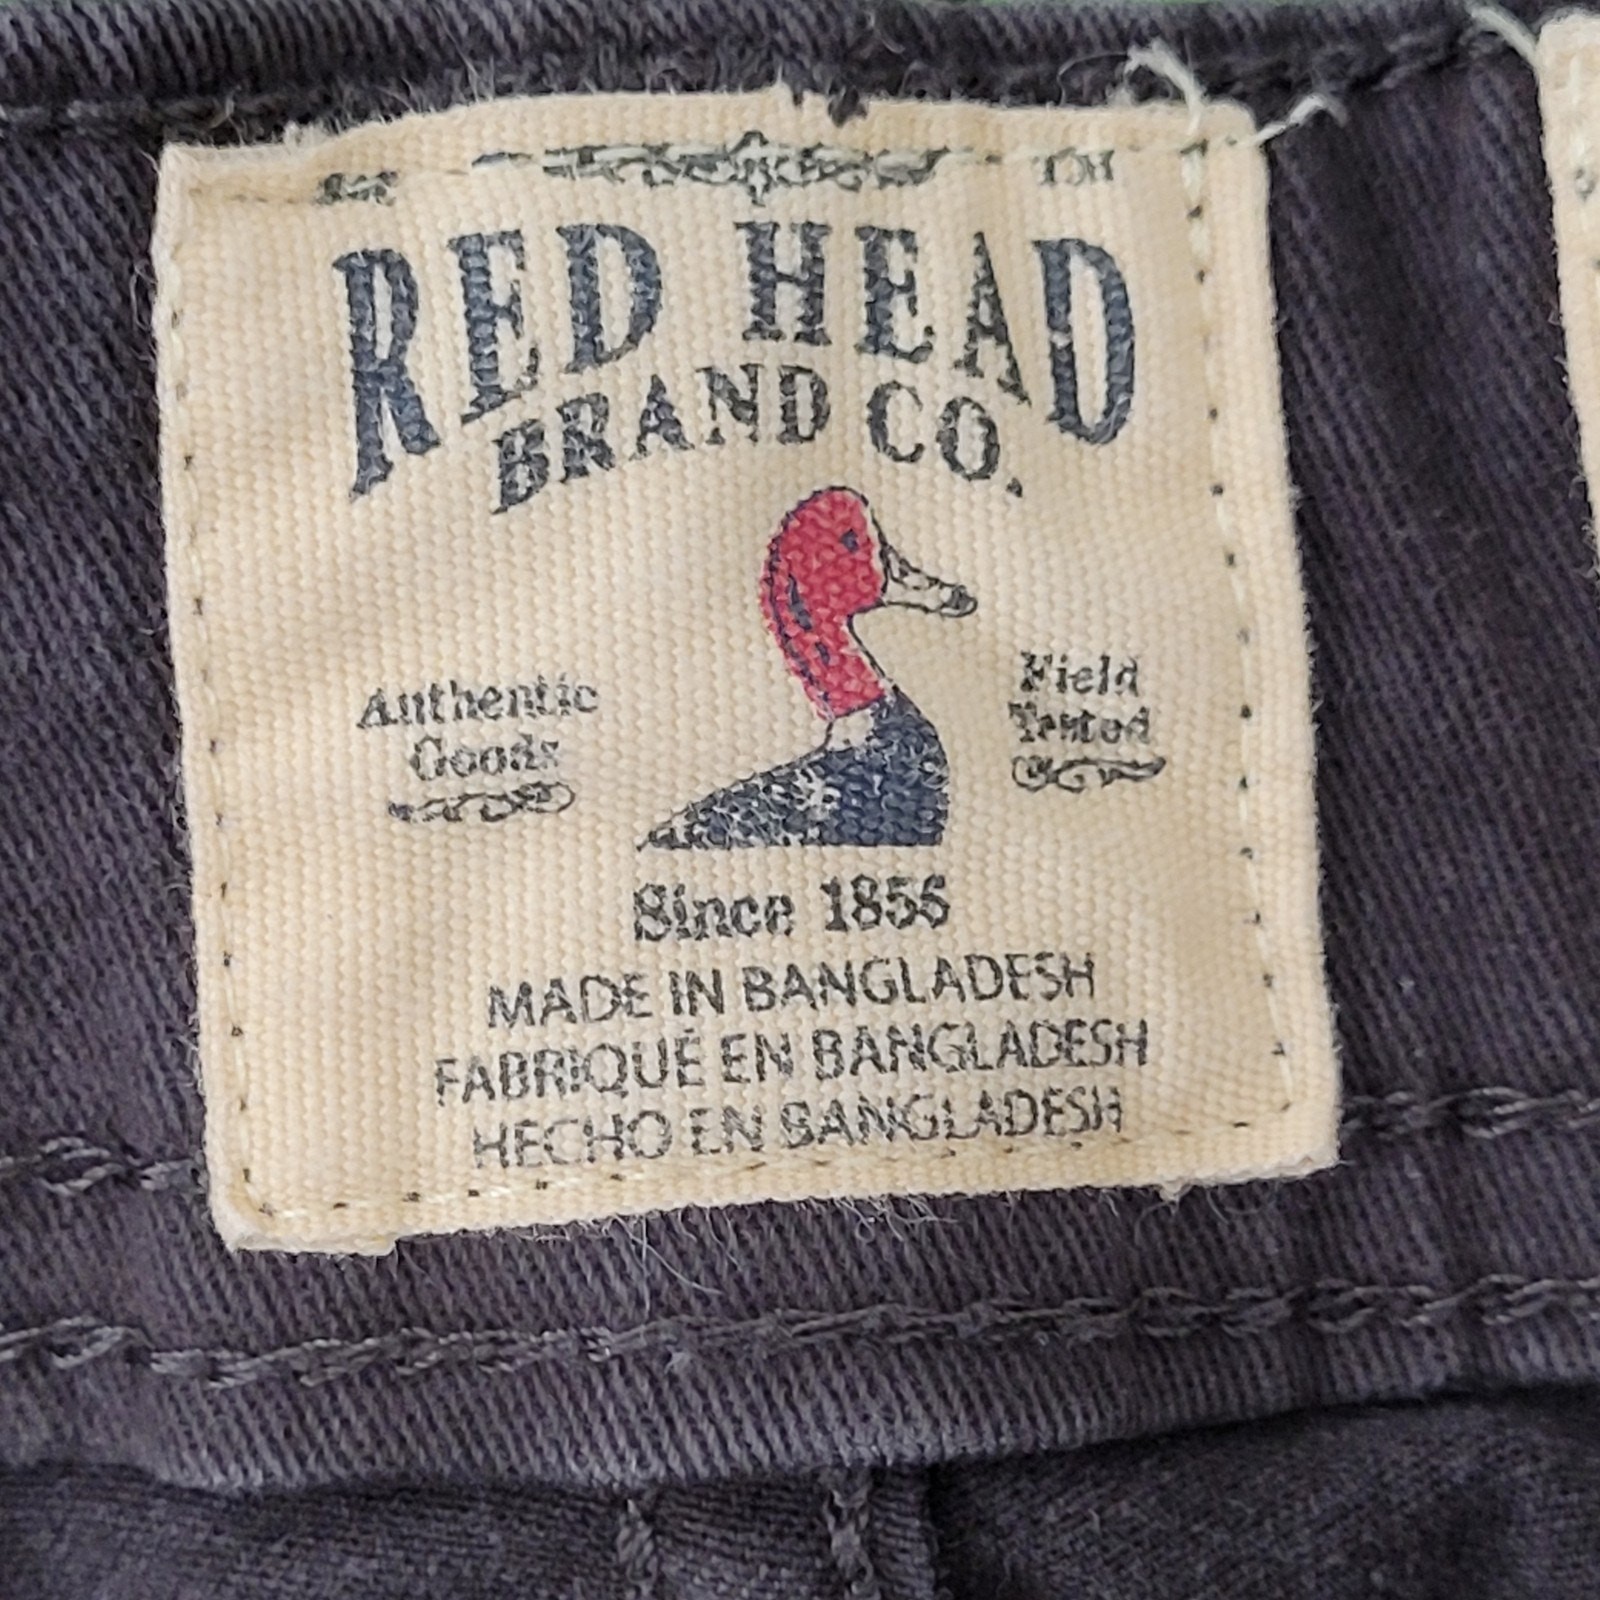 RED HEAD
BRAND CO.
Authentic
Goods
Field
Tested
Since 1856
MADE IN BANGLADESH
FABRIQUÉ EN BANGLADESH
HECHO EN BANGLADESH